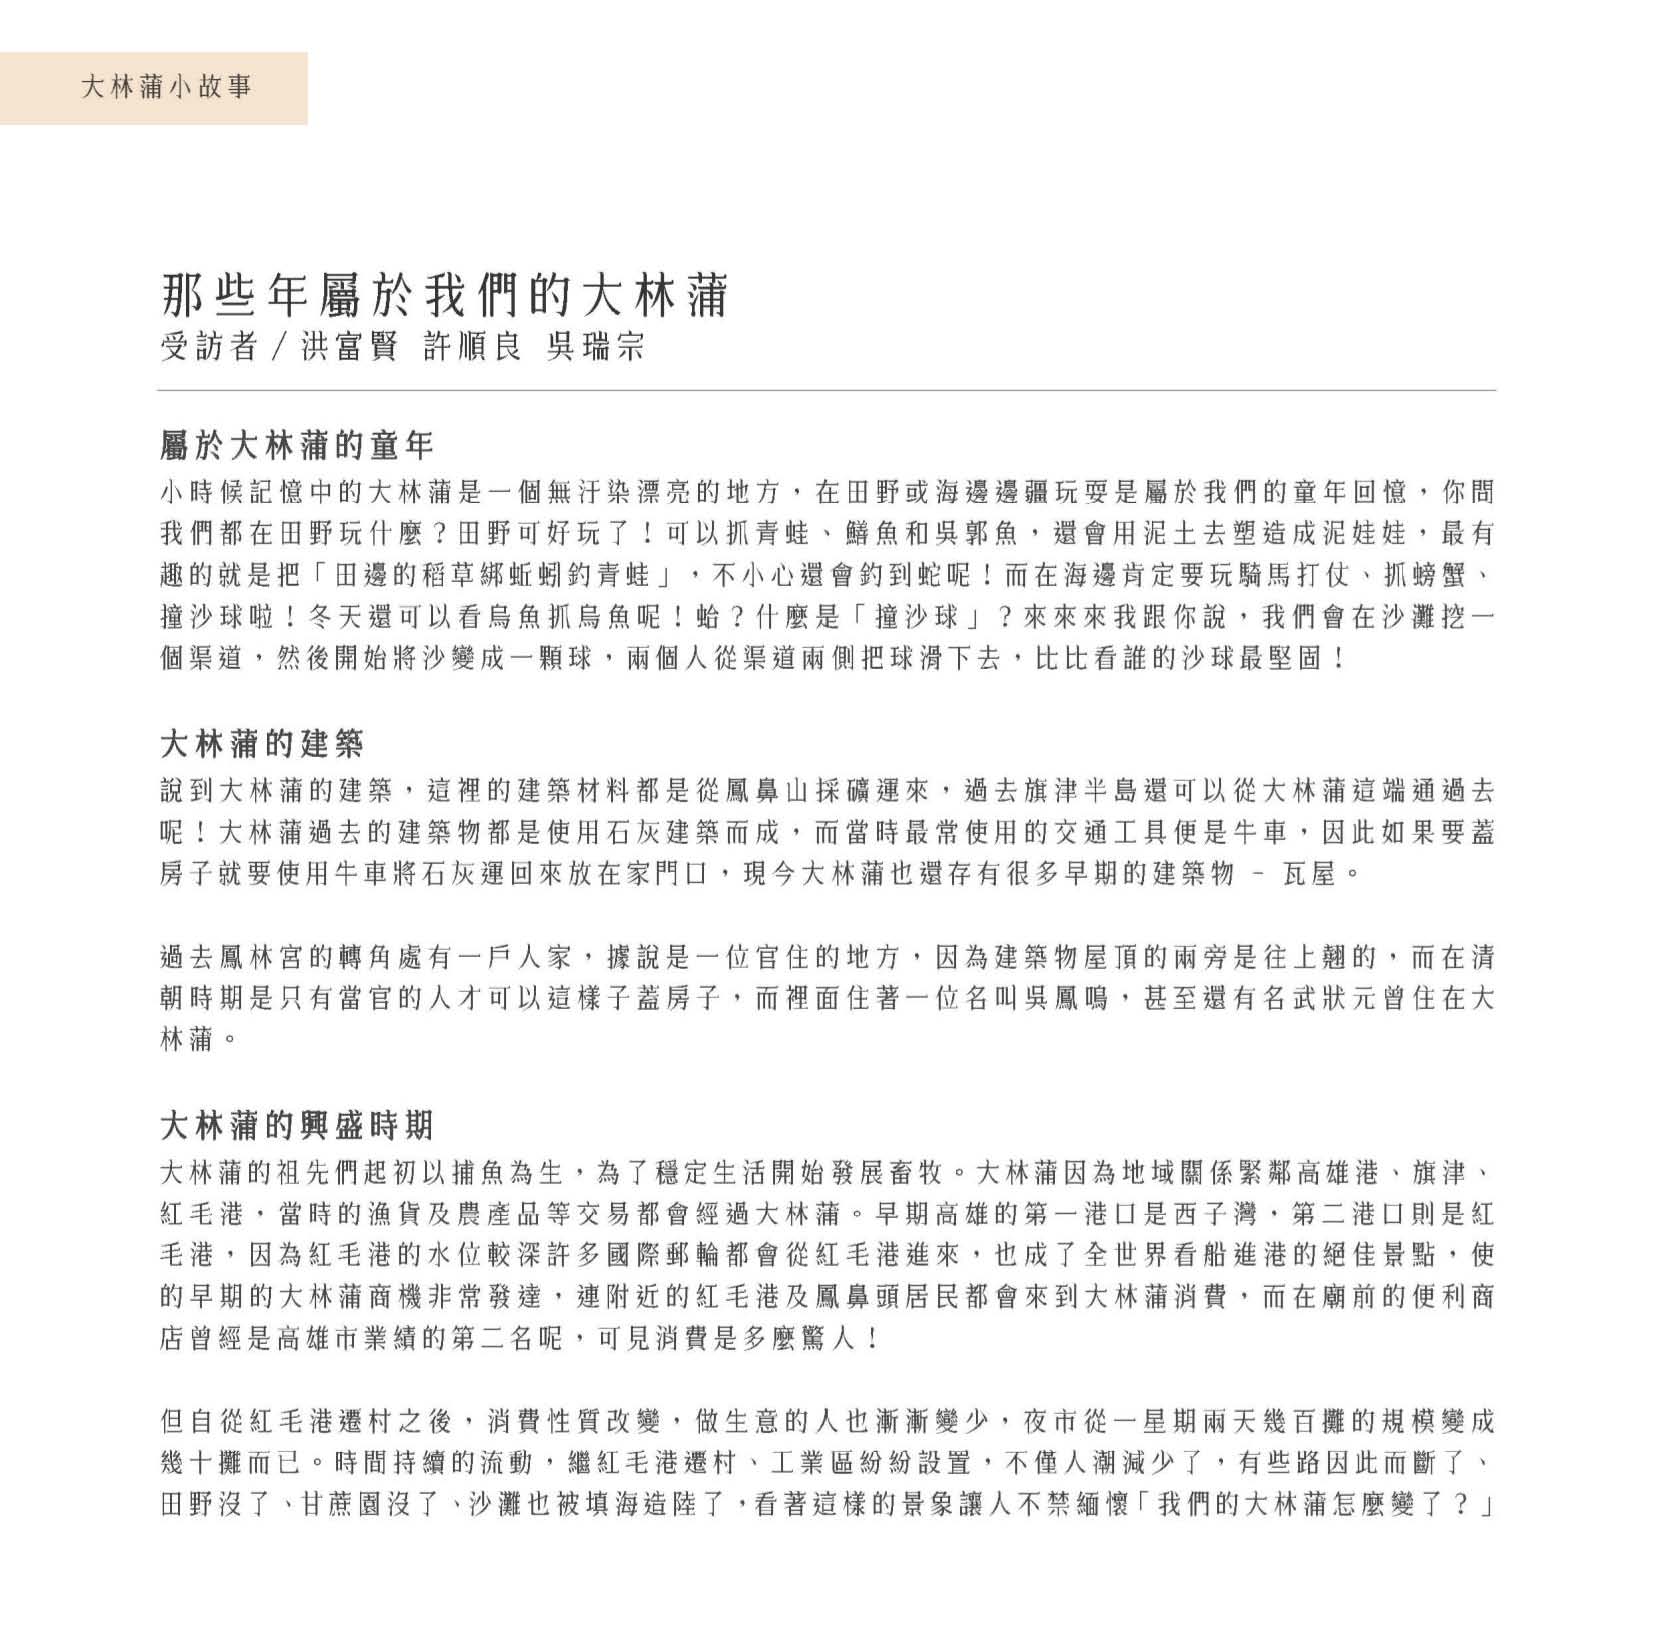 大林蒲小故事
那些年屬於我們的大林蒲
受訪者／洪富賢 許順良 吳瑞宗
屬於大林蒲的童年
小時候記憶中的大林蒲是一個無汙染漂亮的地方，在田野或海邊邊疆玩耍是屬於我們的童年回憶，你問
我們都在田野玩什麼？田野可好玩了！可以抓青蛙、鱔魚和吳郭魚，還會用泥土去塑造成泥娃娃，最有
趣的就是把「田邊的稻草綁蚯蚓釣青蛙」，不小心還會釣到蛇呢！而在海邊肯定要玩騎馬打仗、抓螃蟹、
撞沙球啦！冬天還可以看烏魚抓烏魚呢！蛤？什麼是「撞沙球」？來來來我跟你說，我們會在沙灘挖一
個渠道，然後開始將沙變成一顆球，兩個人從渠道兩側把球滑下去，比比看誰的沙球最堅固！
大林蒲的建築
說到大林蒲的建築，這裡的建築材料都是從鳳鼻山採礦運來，過去旗津半島還可以從大林蒲這端通過去
呢！大林蒲過去的建築物都是使用石灰建築而成，而當時最常使用的交通工具便是牛車，因此如果要蓋
房子就要使用牛車將石灰運回來放在家門口，現今大林蒲也還存有很多早期的建築物 – 瓦屋。
過去鳳林宮的轉角處有一戶人家，據說是一位官住的地方，因為建築物屋頂的兩旁是往上翹的，而在清
朝時期是只有當官的人才可以這樣子蓋房子，而裡面住著一位名叫吳鳳鳴，甚至還有名武狀元曾住在大
林蒲。
大林蒲的興盛時期
大林蒲的祖先們起初以捕魚為生，為了穩定生活開始發展畜牧。大林蒲因為地域關係緊鄰高雄港、旗津、
紅毛港，當時的漁貨及農產品等交易都會經過大林蒲。早期高雄的第一港口是西子灣，第二港口則是紅
毛港，因為紅毛港的水位較深許多國際郵輪都會從紅毛港進來，也成了全世界看船進港的絕佳景點，使
的早期的大林蒲商機非常發達，連附近的紅毛港及鳳鼻頭居民都會來到大林蒲消費，而在廟前的便利商
店曾經是高雄市業績的第二名呢，可見消費是多麼驚人！
但自從紅毛港遷村之後，消費性質改變，做生意的人也漸漸變少，夜市從一星期兩天幾百攤的規模變成
幾十攤而已。時間持續的流動，繼紅毛港遷村、工業區紛紛設置，不僅人潮減少了，有些路因此而斷了、
田野沒了、甘蔗園沒了、沙灘也被填海造陸了，看著這樣的景象讓人不禁緬懷「我們的大林蒲怎麼變了？」